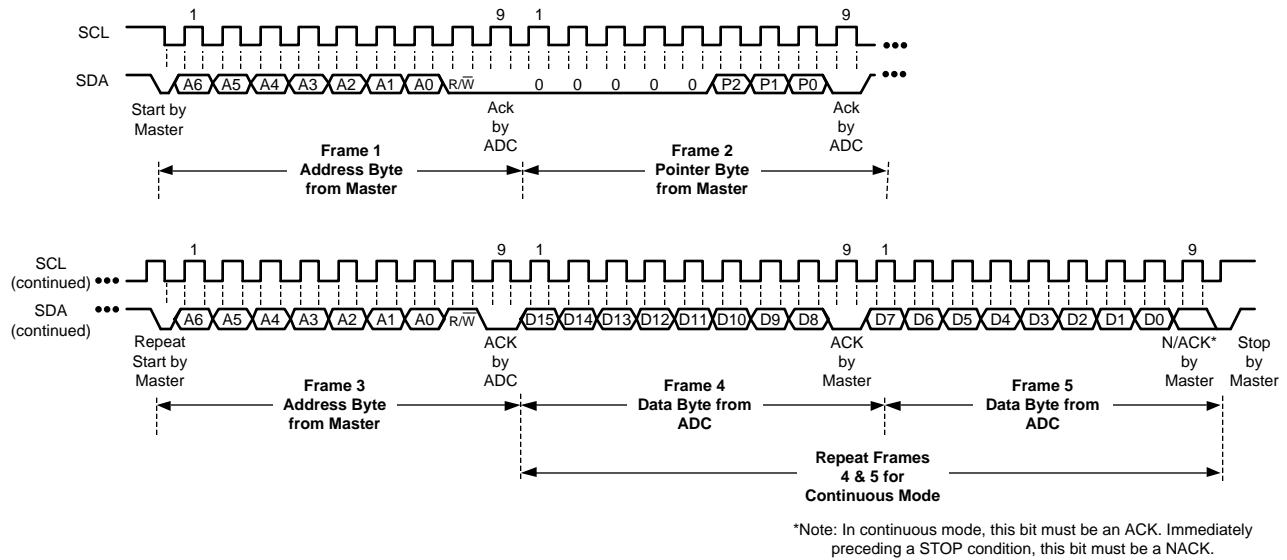 1 9 1 9
SCL
SDA A6 A5 A4 A3 A2 A1 A0 R/W̅ 0 0 0 0 0 P2 P1 P0
Start by
Master
Ack
by
ADC
Ack
by
ADC
Frame 1
Address Byte
from Master
Frame 2
Pointer Byte
from Master
1 9 1 9 1 9
SCL
(continued)
SDA
(continued)
A6 A5 A4 A3 A2 A1 A0 R/W̅ D15 D14 D13 D12 D11 D10 D9 D8 D7 D6 D5 D4 D3 D2 D1 D0
Repeat
Start by
Master
ACK
by
ADC
ACK
by
Master
N/ACK*
by
Master
Stop
by
Master
Frame 3
Address Byte
from Master
Frame 4
Data Byte from
ADC
Frame 5
Data Byte from
ADC
Repeat Frames
4 & 5 for
Continuous Mode
*Note: In continuous mode, this bit must be an ACK. Immediately
preceding a STOP condition, this bit must be a NACK.